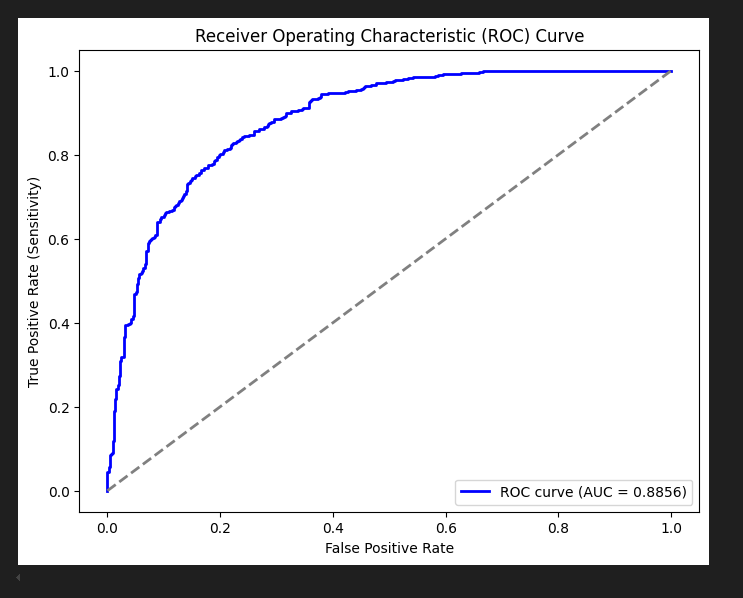 Receiver Operating Characteristic (ROC) Curve
1.0
0.8
0.6
0.4
0.2
0.0
True Positive Rate (Sensitivity)
ROC curve (AUC = 0.8856)
0.0 0.2 0.4 0.6 0.8 1.0
False Positive Rate